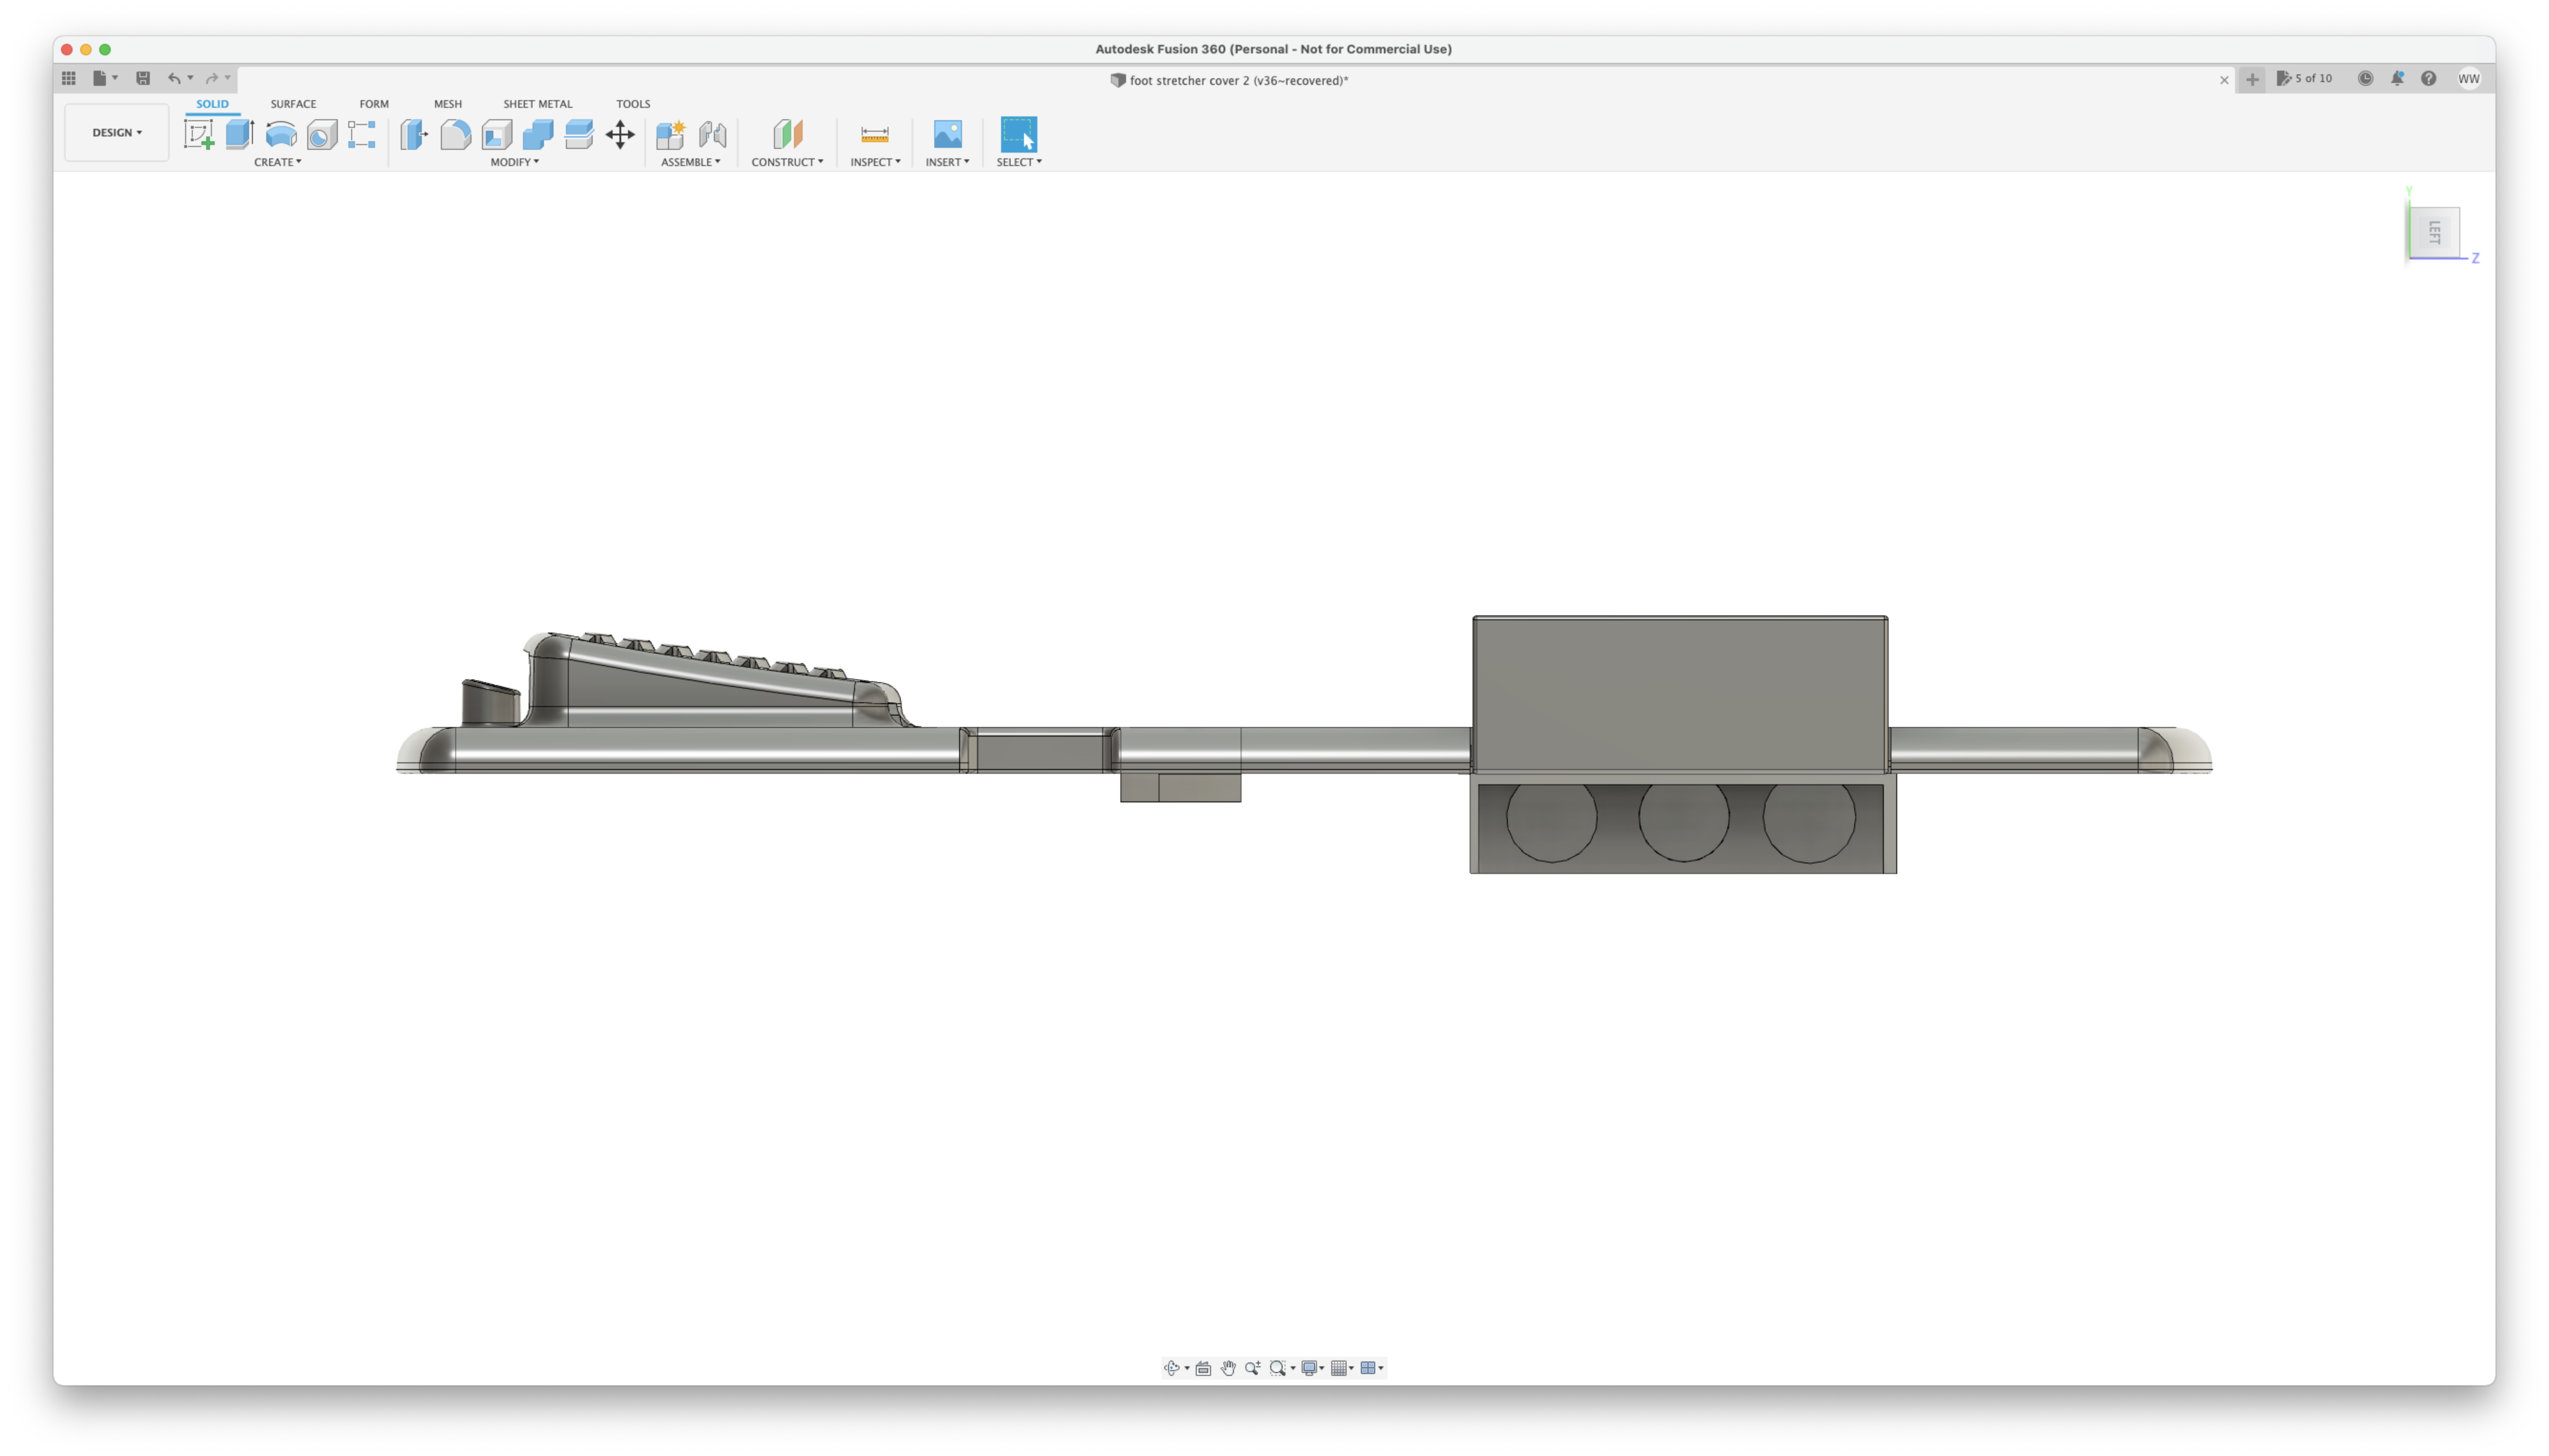 Autodesk Fusion 360 (Personal - Not for Commercial Use)
foot stretcher cover 2 (v36~recovered)*
5 of 10
WW
DESIGN
SOLID
SURFACE
FORM
MESH
SHEET METAL
TOOLS
CREATE
MODIFY
ASSEMBLE
CONSTRUCT
INSPECT
INSERT
SELECT
Y
LEFT
Z